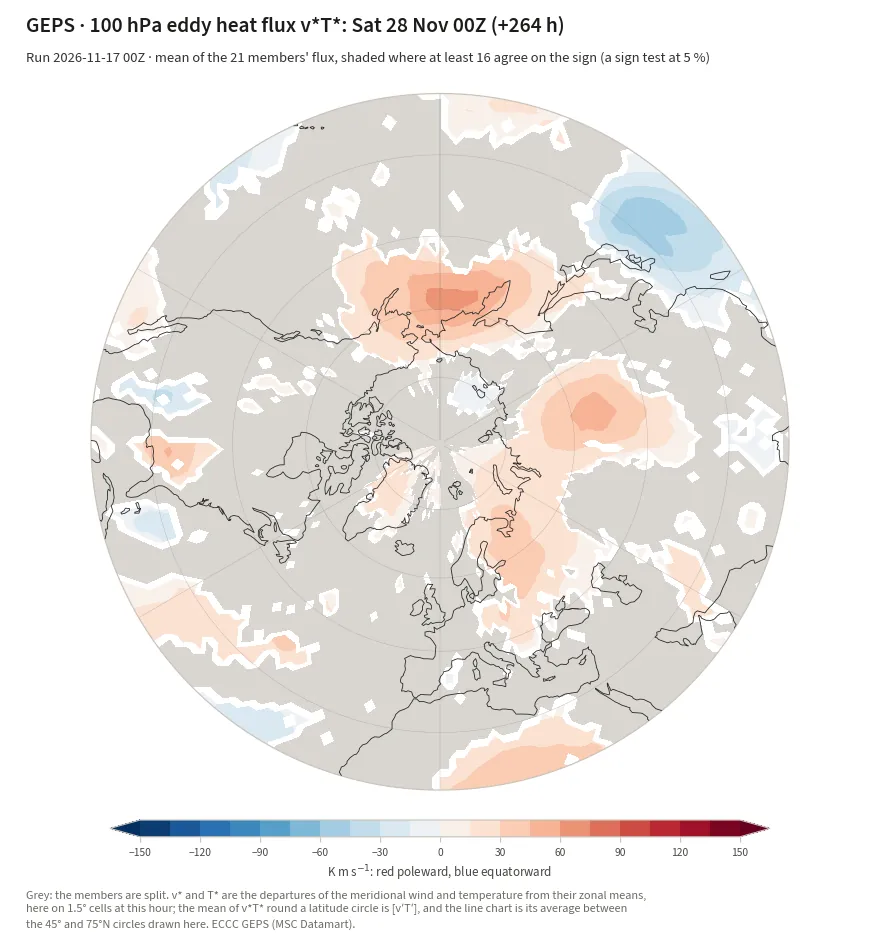 GEPS · 100 hPa eddy heat flux v*T*: Sat 28 Nov 00Z (+264 h)
Run 2026-11-17 00Z · mean of the 21 members' flux, shaded where at least 16 agree on the sign (a sign test at 5 %)
−150 −120 −90 −60 −30 0 30 60 90 120 150
K m s⁻¹: red poleward, blue equatorward
Grey: the members are split. v* and T* are the departures of the meridional wind and temperature from their zonal means,
here on 1.5° cells at this hour; the mean of v*T* round a latitude circle is [v'T'], and the line chart is its average between
the 45° and 75°N circles drawn here. ECCC GEPS (MSC Datamart).